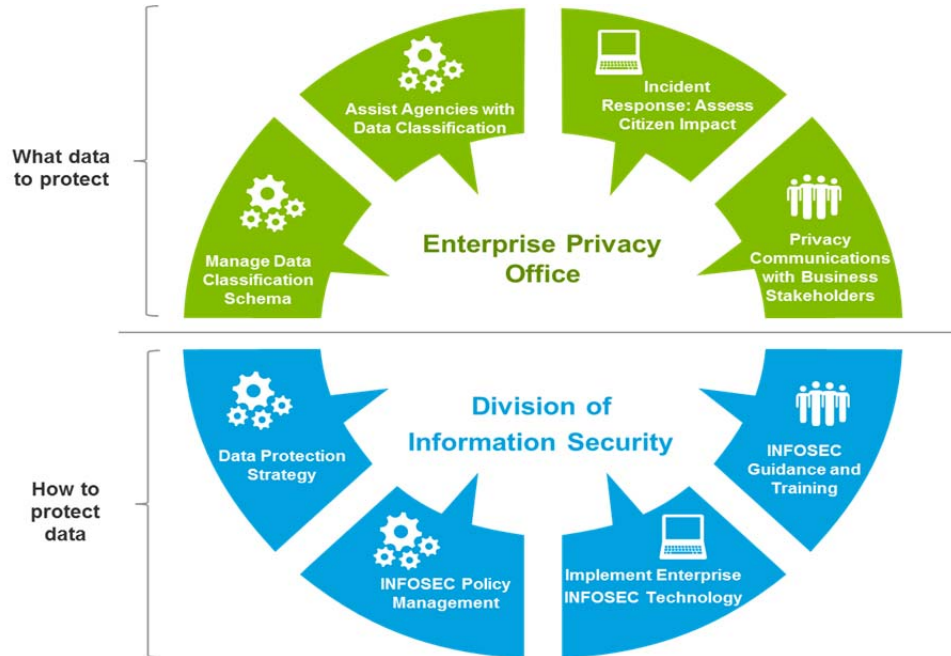 What data
to protect
Assist Agencies with
Data Classification
Incident
Response: Assess
Citizen Impact
Manage Data
Classification
Schema
Privacy
Communications
with Business
Stakeholders
Enterprise Privacy
Office
How to
protect
data
Division of
Information Security
Data Protection
Strategy
INFOSEC
Guidance and
Training
INFOSEC Policy
Management
Implement Enterprise
INFOSEC Technology